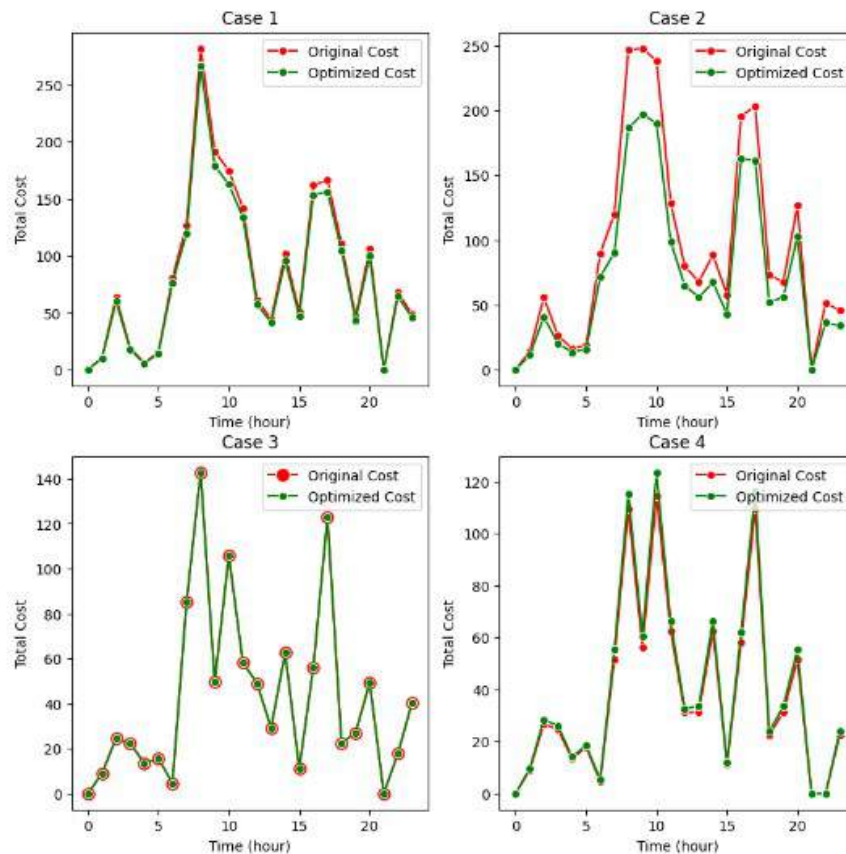 Case 1
Original Cost
Optimized Cost
250
200
150
100
50
0
Total Cost
0 5 10 15 20
Time (hour)
Case 2
Original Cost
Optimized Cost
250
200
150
100
50
0
Total Cost
0 5 10 15 20
Time (hour)
Case 3
Original Cost
Optimized Cost
140
120
100
80
60
40
20
0
Total Cost
0 5 10 15 20
Time (hour)
Case 4
Original Cost
Optimized Cost
120
100
80
60
40
20
0
Total Cost
0 5 10 15 20
Time (hour)